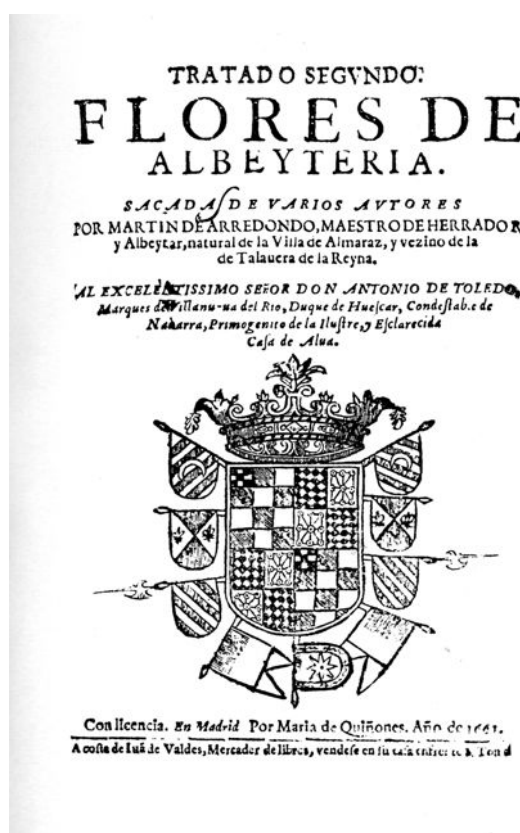 TRATADO SEGVNDO:
FLORES DE
ALBEYTERIA.
SACADAS DE VARIOS AVTORES
POR MARTIN DE ARREDONDO, MAESTRO DE HERRADOR
y Albeytar, natural de la Villa de Almaraz, y vezino de la
de Talauera de la Reyna.
AL EXCELENTISSIMO SEñOR DON ANTONIO DE TOLEDO,
Marques de Villanu-ua del Rio, Duque de Hueſcar, Condeſtab.e de
Nauarra, Primogenito de la Iluſtre, y Eſclarecida
Caſa de Alua.
Con licencia. En Madrid Por Maria de Quiñones. Año de 1661.
A coſta de Iuã de Valdes, Mercader de libros, vendeſe en ſu caſa